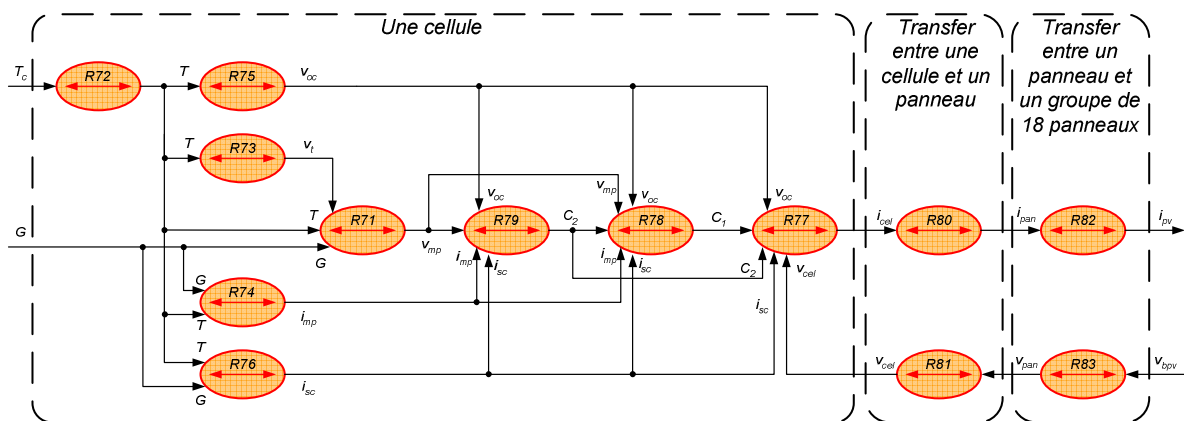 Une cellule
Transfer
entre une
cellule et un
panneau
Transfer
entre un
panneau et
un groupe de
18 panneaux
T_c
R72
T
R75
v_oc
T
R73
v_t
G
T
R71
G
v_mp
v_oc
R79
i_mp
i_sc
C_2
v_mp
v_oc
R78
i_mp
i_sc
C_1
v_oc
R77
C_2
v_cel
i_sc
i_cel
R80
i_pan
R82
i_pv
G
R74
T
i_mp
T
R76
G
i_sc
v_cel
R81
v_pan
R83
v_bpv